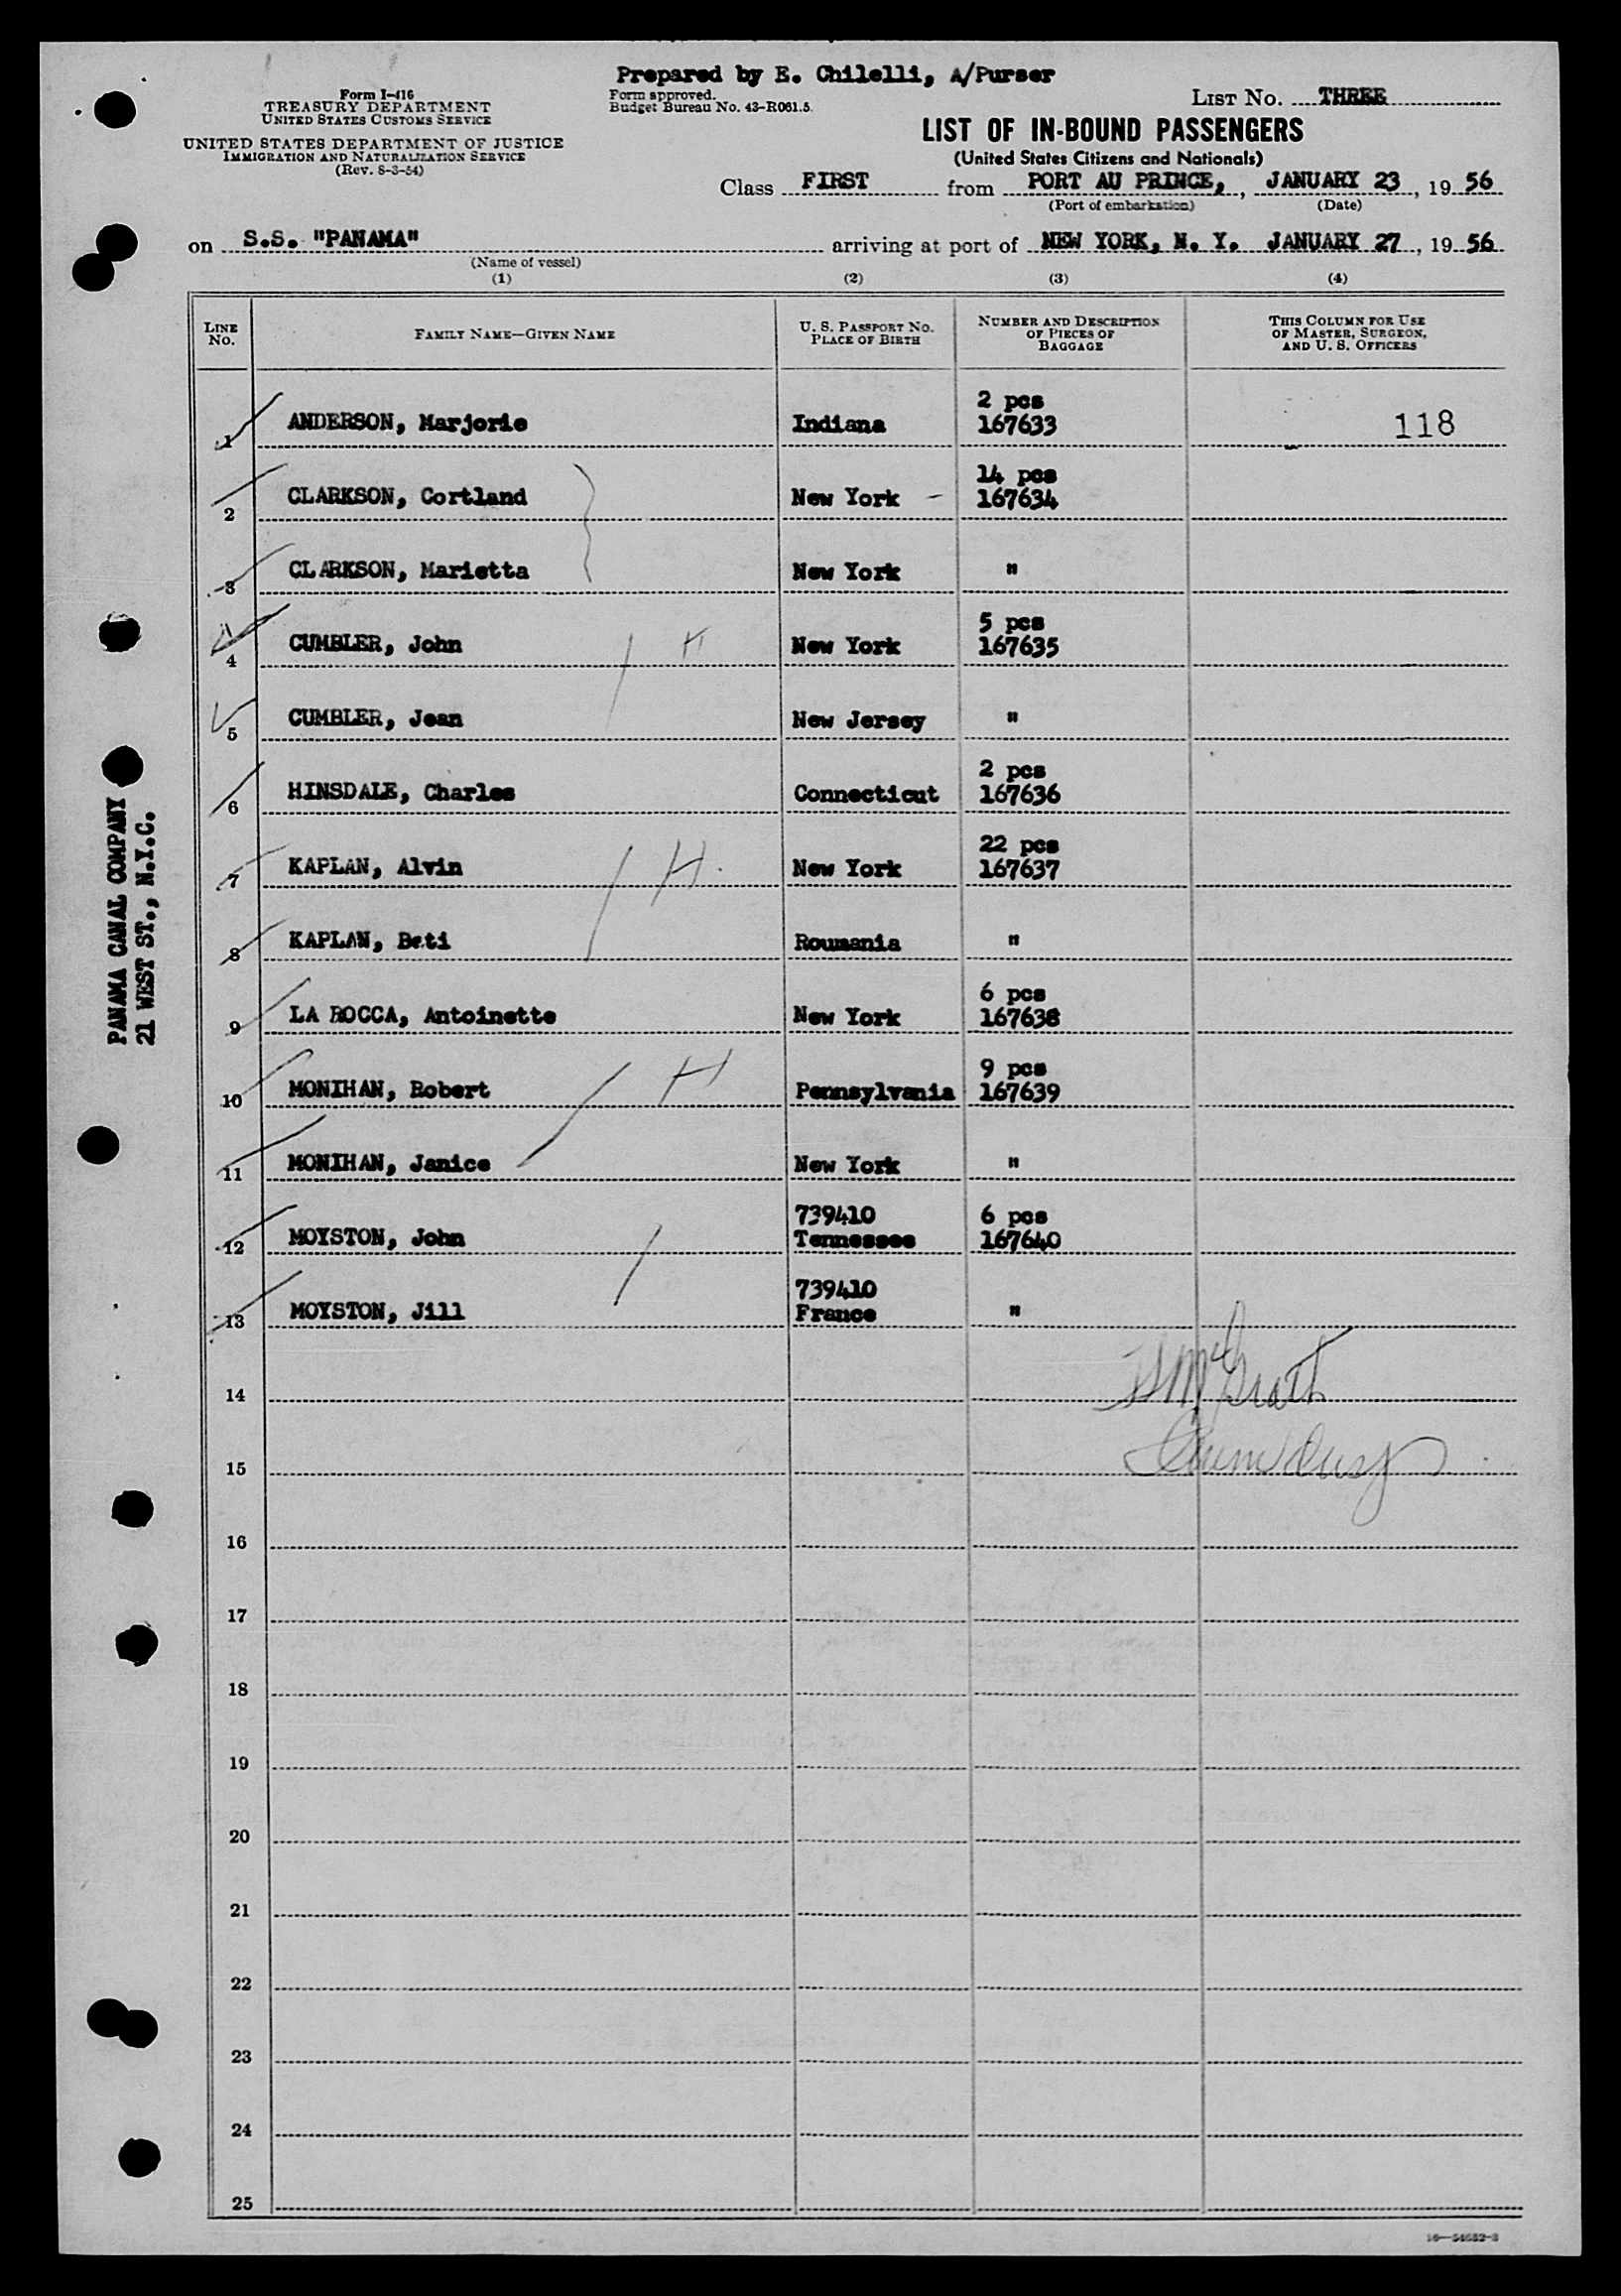 Prepared by E. Chilelli, A/Purser
Form I-416
TREASURY DEPARTMENT
UNITED STATES CUSTOMS SERVICE
UNITED STATES DEPARTMENT OF JUSTICE
IMMIGRATION AND NATURALIZATION SERVICE
(Rev. 8-3-54)
Form approved.
Budget Bureau No. 43-R061.5.
LIST No. THREE
LIST OF IN-BOUND PASSENGERS
(United States Citizens and Nationals)
Class FIRST from PORT AU PRINCE, , JANUARY 23 , 19 56
(Port of embarkation) (Date)
on S.S. "PANAMA" arriving at port of NEW YORK, N. Y. JANUARY 27 , 19 56
(Name of vessel)
(1) (2) (3) (4)
LINE No. FAMILY NAME—GIVEN NAME U. S. PASSPORT NO. PLACE OF BIRTH NUMBER AND DESCRIPTION OF PIECES OF BAGGAGE THIS COLUMN FOR USE OF MASTER, SURGEON, AND U. S. OFFICERS
2 pcs
1 ANDERSON, Marjorie Indiana 167633 118
14 pcs
2 CLARKSON, Cortland New York - 167634
3 CLARKSON, Marietta New York "
5 pcs
4 CUMBLER, John H New York 167635
5 CUMBLER, Jean New Jersey "
2 pcs
6 HINSDALE, Charles Connecticut 167636
22 pcs
7 KAPLAN, Alvin H. New York 167637
8 KAPLAN, Beti Roumania "
6 pcs
9 LA ROCCA, Antoinette New York 167638
9 pcs
10 MONIHAN, Robert H Pennsylvania 167639
11 MONIHAN, Janice New York "
739410 6 pcs
12 MOYSTON, John Tennessee 167640
739410
13 MOYSTON, Jill France "
14
15
16
17
18
19
20
21
22
23
24
25
PANAMA CANAL COMPANY
21 WEST ST., N.Y.C.